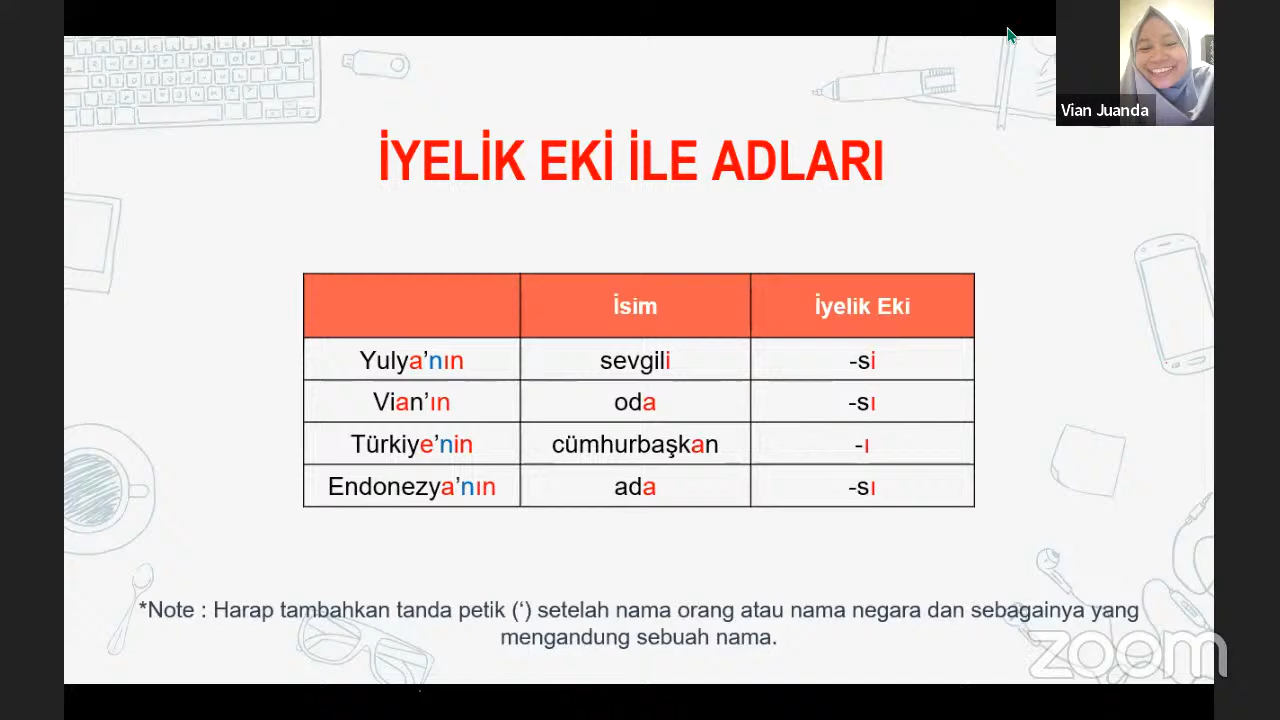 Vian Juanda
İYELİK EKİ İLE ADLARI
İsim İyelik Eki
Yulya’nın sevgili -si
Vian’ın oda -sı
Türkiye’nin cümhurbaşkan -ı
Endonezya’nın ada -sı
*Note : Harap tambahkan tanda petik (‘) setelah nama orang atau nama negara dan sebagainya yang
mengandung sebuah nama.
zoom